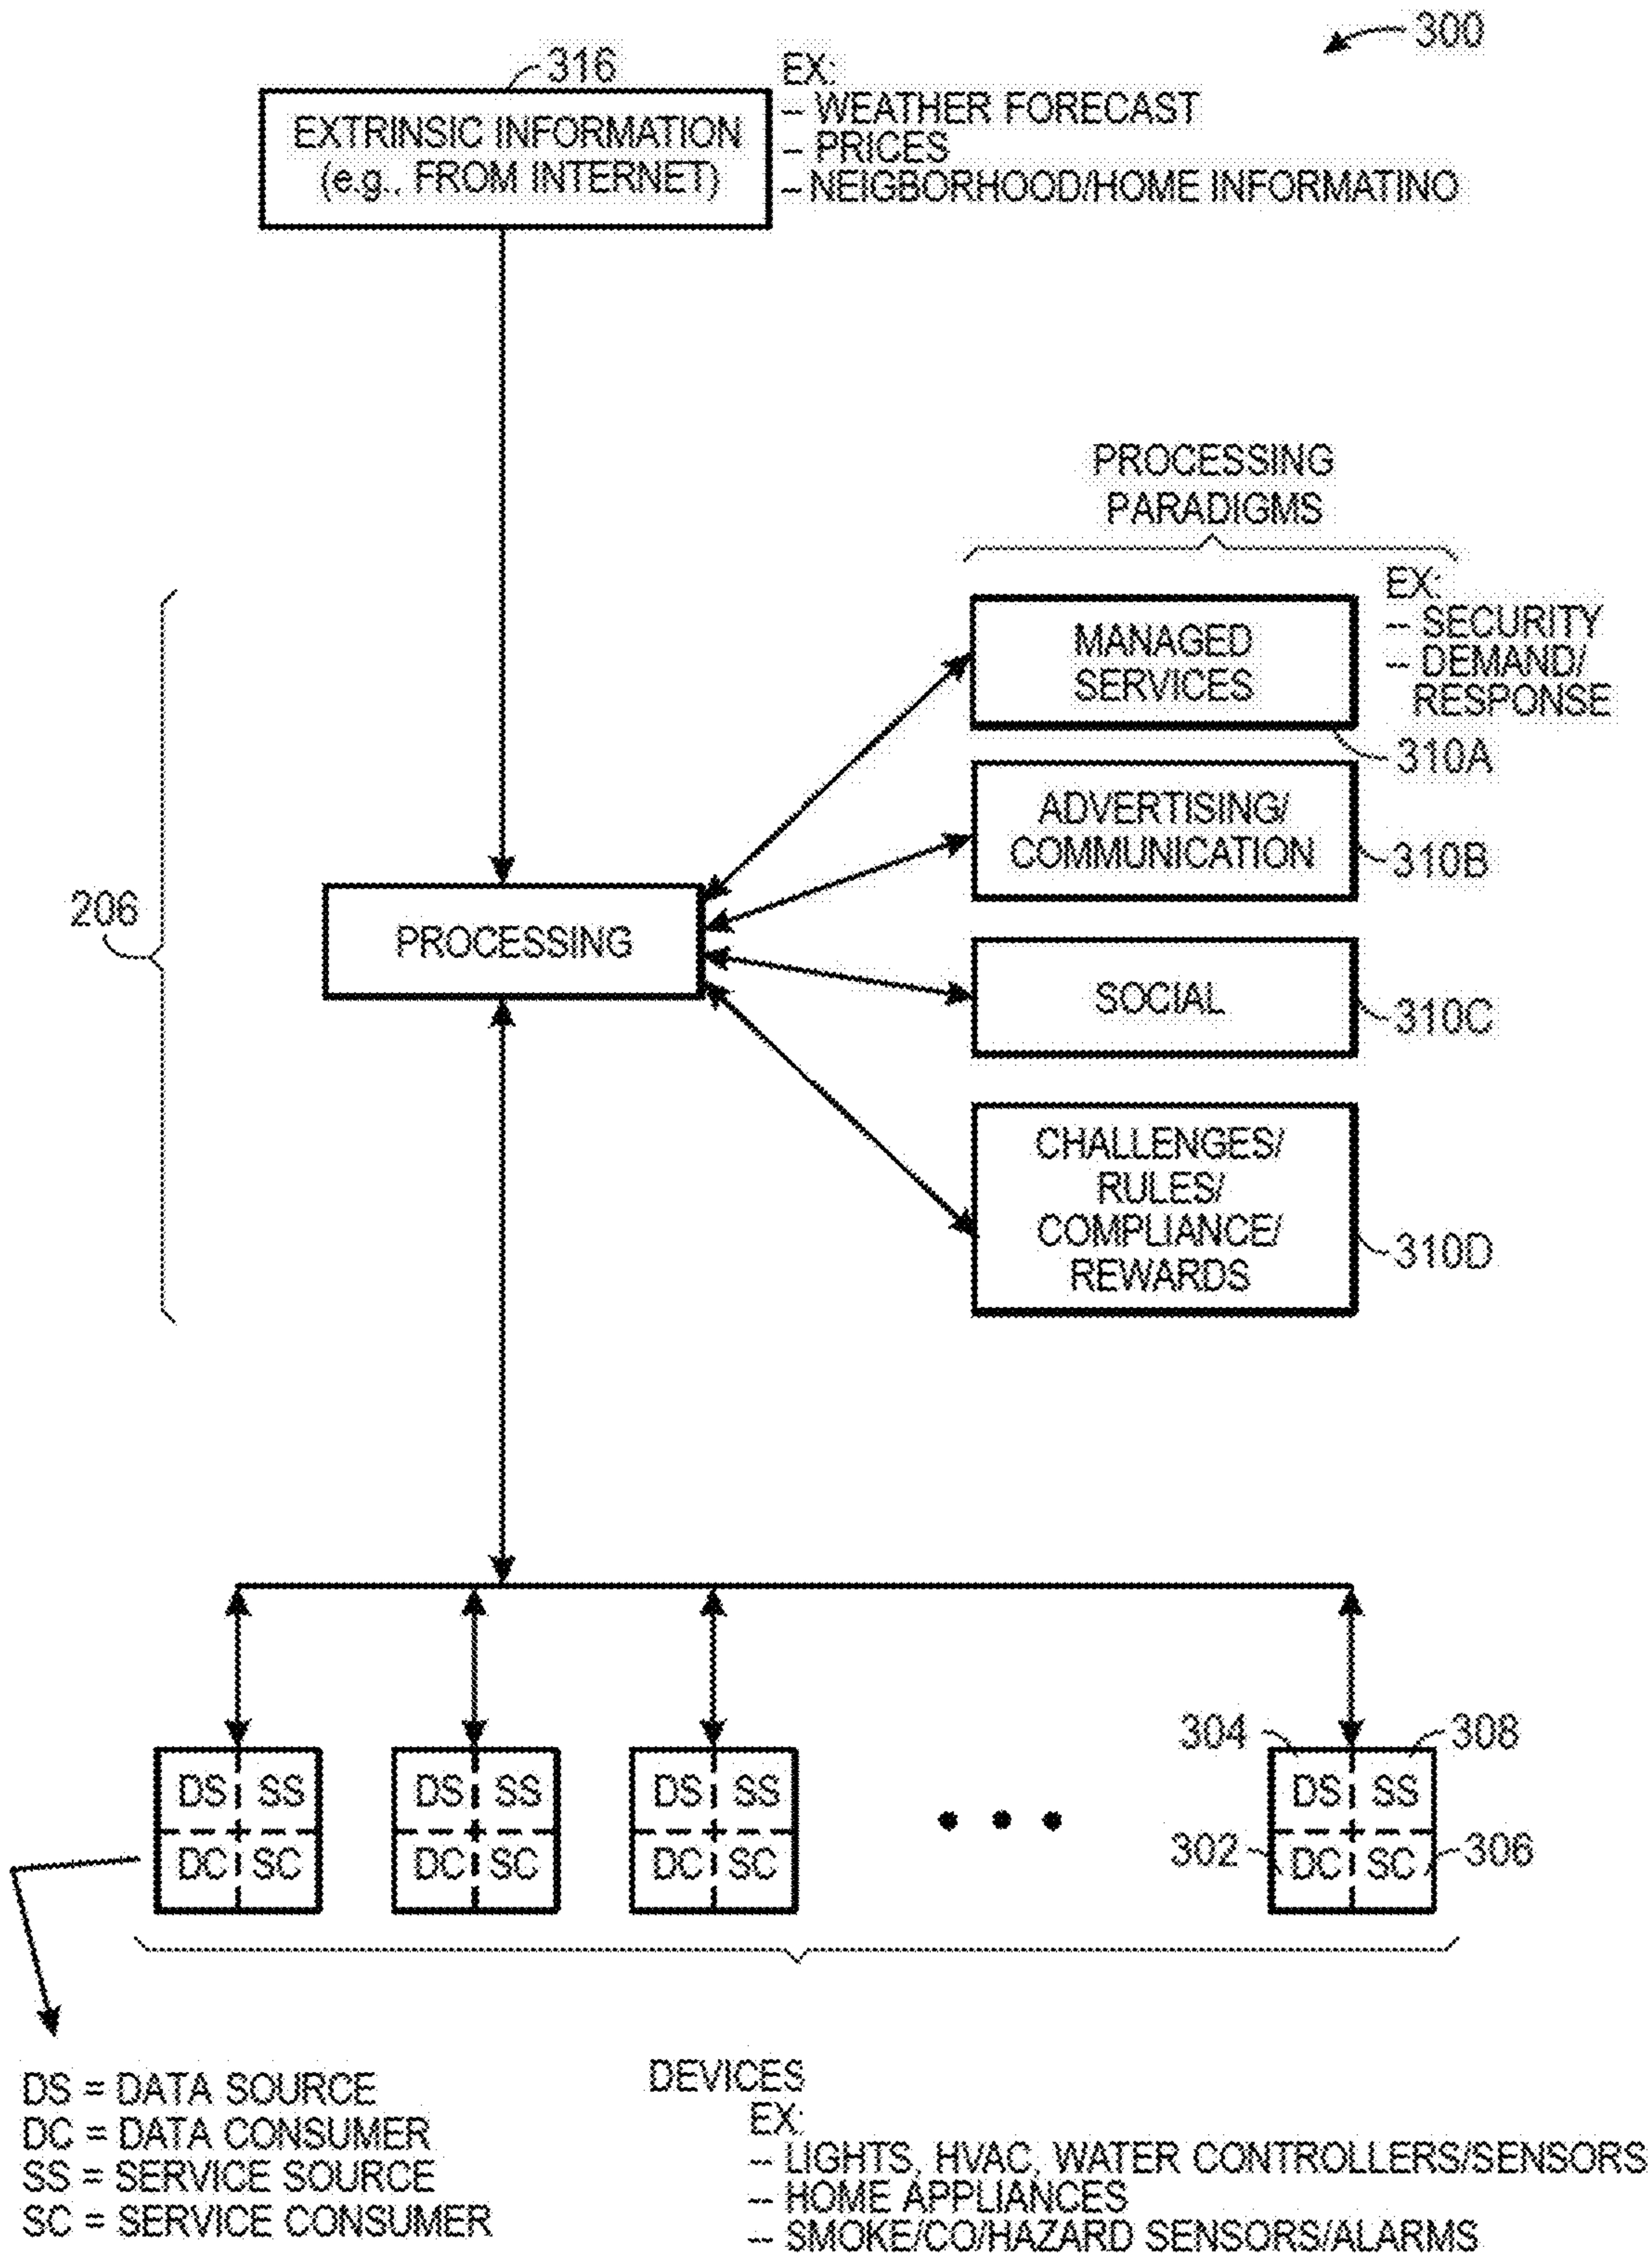 300
316
EXTRINSIC INFORMATION
(e.g., FROM INTERNET)
EX:
-- WEATHER FORECAST
-- PRICES
-- NEIGBORHOOD/HOME INFORMATINO
PROCESSING
PARADIGMS
MANAGED
SERVICES
EX:
-- SECURITY
-- DEMAND/
RESPONSE
310A
ADVERTISING/
COMMUNICATION
310B
206
PROCESSING
SOCIAL
310C
CHALLENGES/
RULES/
COMPLIANCE/
REWARDS
310D
304
308
DS SS
DC SC
DS SS
DC SC
DS SS
DC SC
DS SS
DC SC
302
306
DS = DATA SOURCE
DC = DATA CONSUMER
SS = SERVICE SOURCE
SC = SERVICE CONSUMER
DEVICES
EX:
-- LIGHTS, HVAC, WATER CONTROLLERS/SENSORS
-- HOME APPLIANCES
-- SMOKE/CO/HAZARD SENSORS/ALARMS